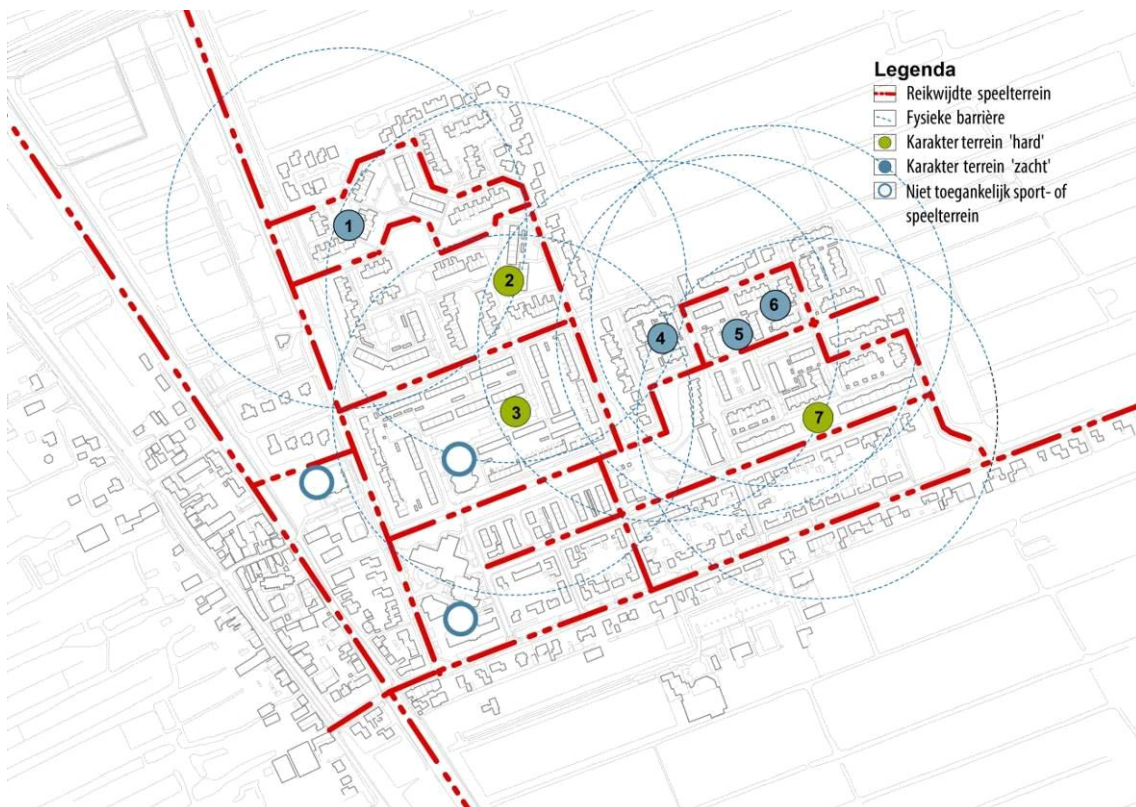 Legenda
Reikwijdte speelterrein
Fysieke barrière
Karakter terrein 'hard'
Karakter terrein 'zacht'
Niet toegankelijk sport- of
speelterrein
1
2
3
4
5
6
7